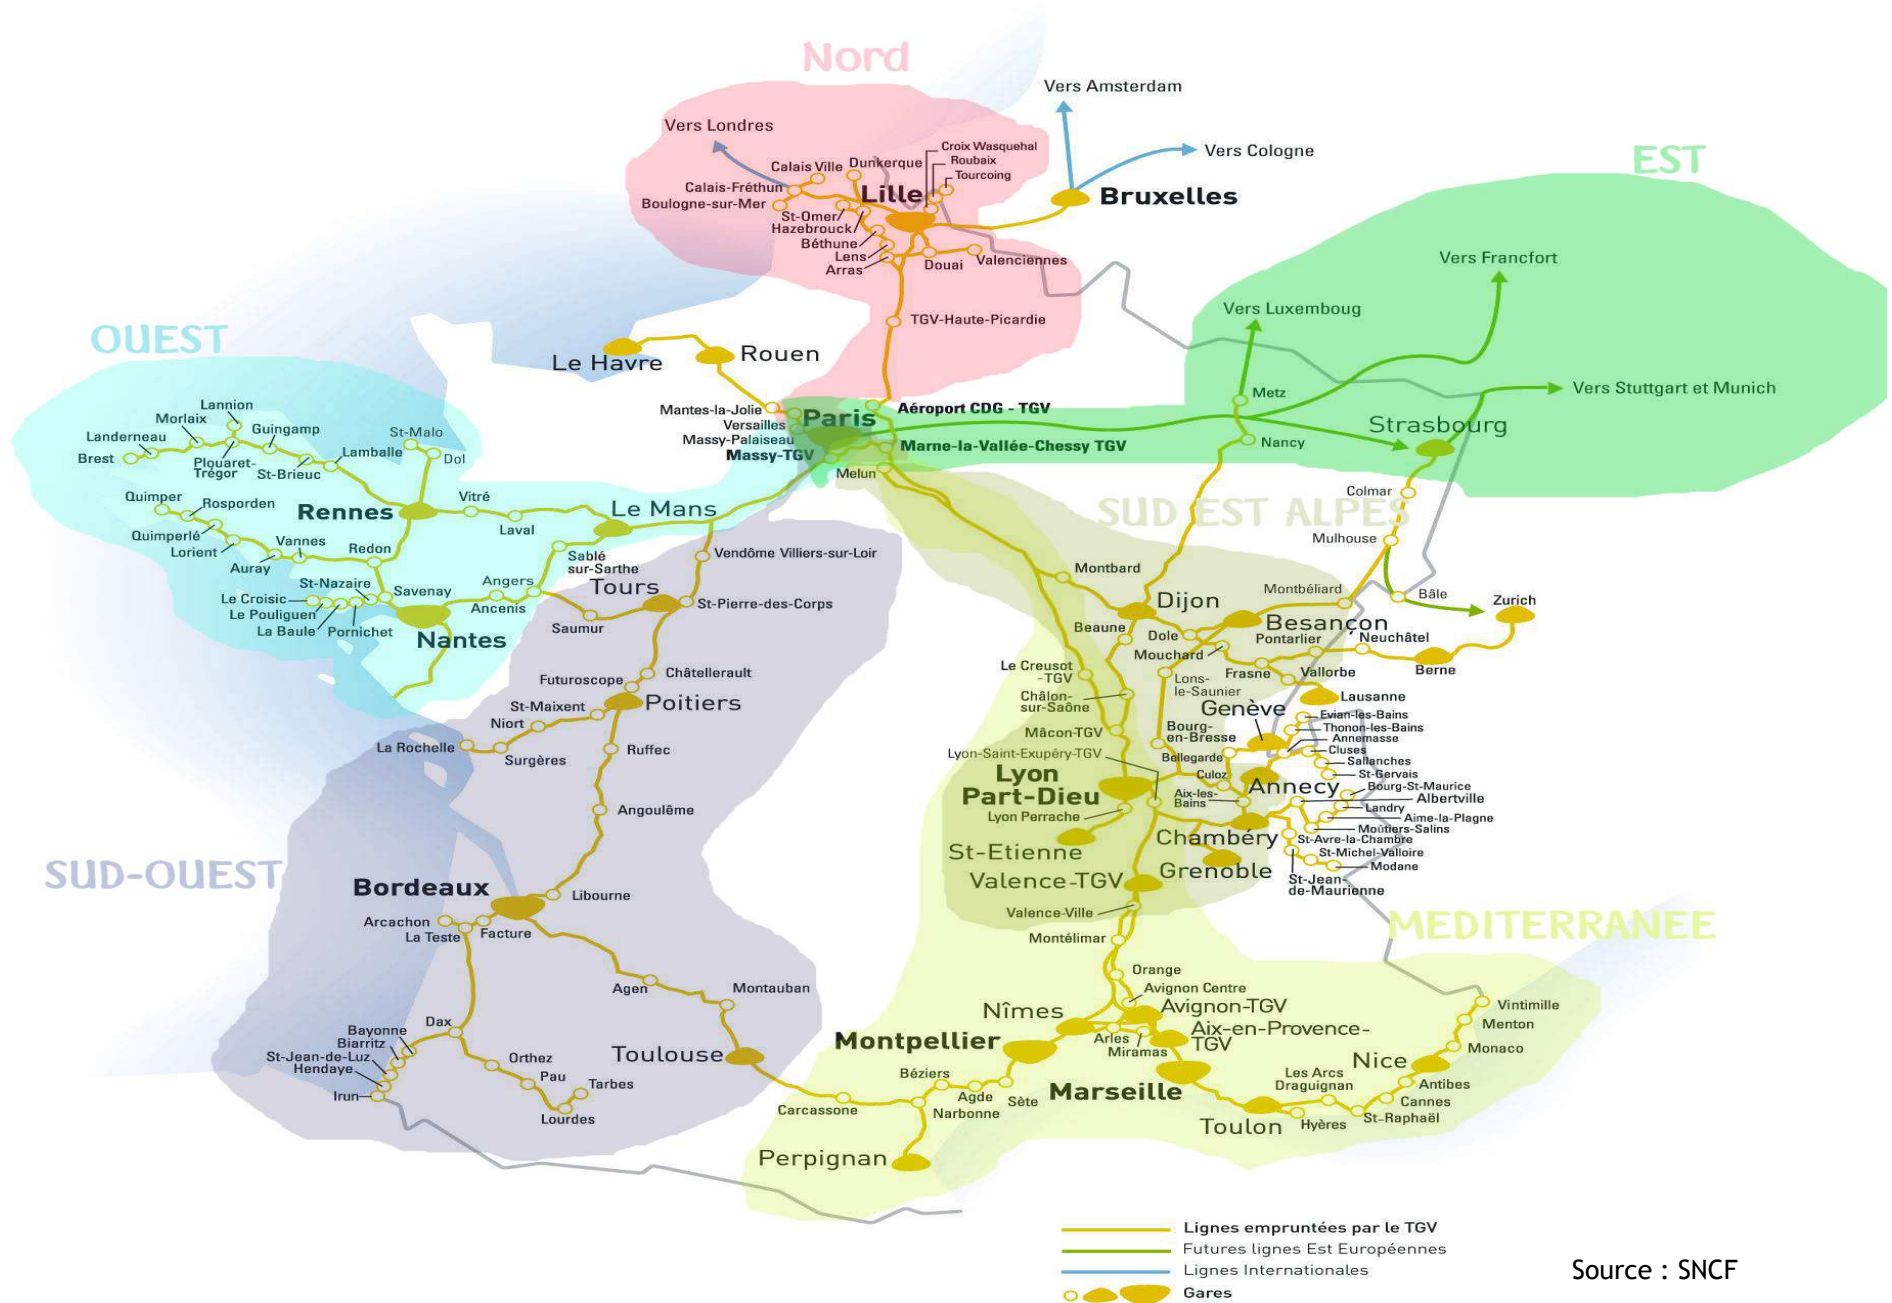 Nord
Vers Amsterdam
Vers Londres
Vers Cologne
EST
Croix Wasquehal
Roubaix
Tourcoing
Calais Ville
Dunkerque
Calais-Fréthun
Lille
Boulogne-sur-Mer
Bruxelles
St-Omer
Hazebrouck
Béthune
Lens
Arras
Douai
Valenciennes
Vers Francfort
Vers Luxemboug
TGV-Haute-Picardie
OUEST
Le Havre
Rouen
Vers Stuttgart et Munich
Metz
Mantes-la-Jolie
Versailles
Massy-Palaiseau
Massy-TGV
Paris
Aéroport CDG - TGV
Marne-la-Vallée-Chessy TGV
Melun
Strasbourg
Nancy
Lannion
Morlaix
Guingamp
Landerneau
Brest
Plouaret-
Trégor
St-Brieuc
Lamballe
St-Malo
Dol
Colmar
SUD EST ALPES
Mulhouse
Quimper
Rosporden
Quimperlé
Lorient
Auray
Vannes
Redon
Rennes
Vitré
Laval
Le Mans
Sablé
sur-Sarthe
Vendôme Villiers-sur-Loir
Tours
St-Pierre-des-Corps
Angers
Ancenis
Saumur
St-Nazaire
Savenay
Le Croisic
Le Pouliguen
La Baule
Pornichet
Nantes
Montbard
Dijon
Montbéliard
Bâle
Zurich
Besançon
Beaune
Dole
Mouchard
Pontarlier
Neuchâtel
Berne
Frasne
Vallorbe
Lausanne
Le Creusot
-TGV
Châlon-
sur-Saône
Lons-
le-Saunier
Genève
Evian-les-Bains
Thonon-les-Bains
Annemasse
Cluses
Sallanches
St-Gervais
Mâcon-TGV
Bourg-
en-Bresse
Bellegarde
Culoz
Lyon-Saint-Exupéry-TGV
Lyon
Part-Dieu
Lyon Perrache
Aix-les-
Bains
Annecy
Bourg-St-Maurice
Albertville
Landry
Aime-la-Plagne
Moûtiers-Salins
Chambéry
St-Avre-la-Chambre
St-Michel-Valloire
Modane
St-Jean-
de-Maurienne
St-Etienne
Grenoble
Valence-TGV
Valence-Ville
Montélimar
Châtellerault
Futuroscope
Poitiers
St-Maixent
Niort
La Rochelle
Surgères
Ruffec
Angoulême
SUD-OUEST
Bordeaux
Libourne
Arcachon
La Teste
Facture
MEDITERRANEE
Agen
Montauban
Orange
Avignon Centre
Avignon-TGV
Nîmes
Aix-en-Provence-
TGV
Arles
Miramas
Vintimille
Menton
Monaco
Nice
Dax
Bayonne
Biarritz
St-Jean-de-Luz
Hendaye
Irun
Orthez
Pau
Tarbes
Lourdes
Toulouse
Montpellier
Béziers
Agde
Sète
Carcassone
Narbonne
Marseille
Les Arcs
Draguignan
Antibes
Cannes
St-Raphaël
Hyères
Toulon
Perpignan
Lignes empruntées par le TGV
Futures lignes Est Européennes
Lignes Internationales
Gares
Source : SNCF